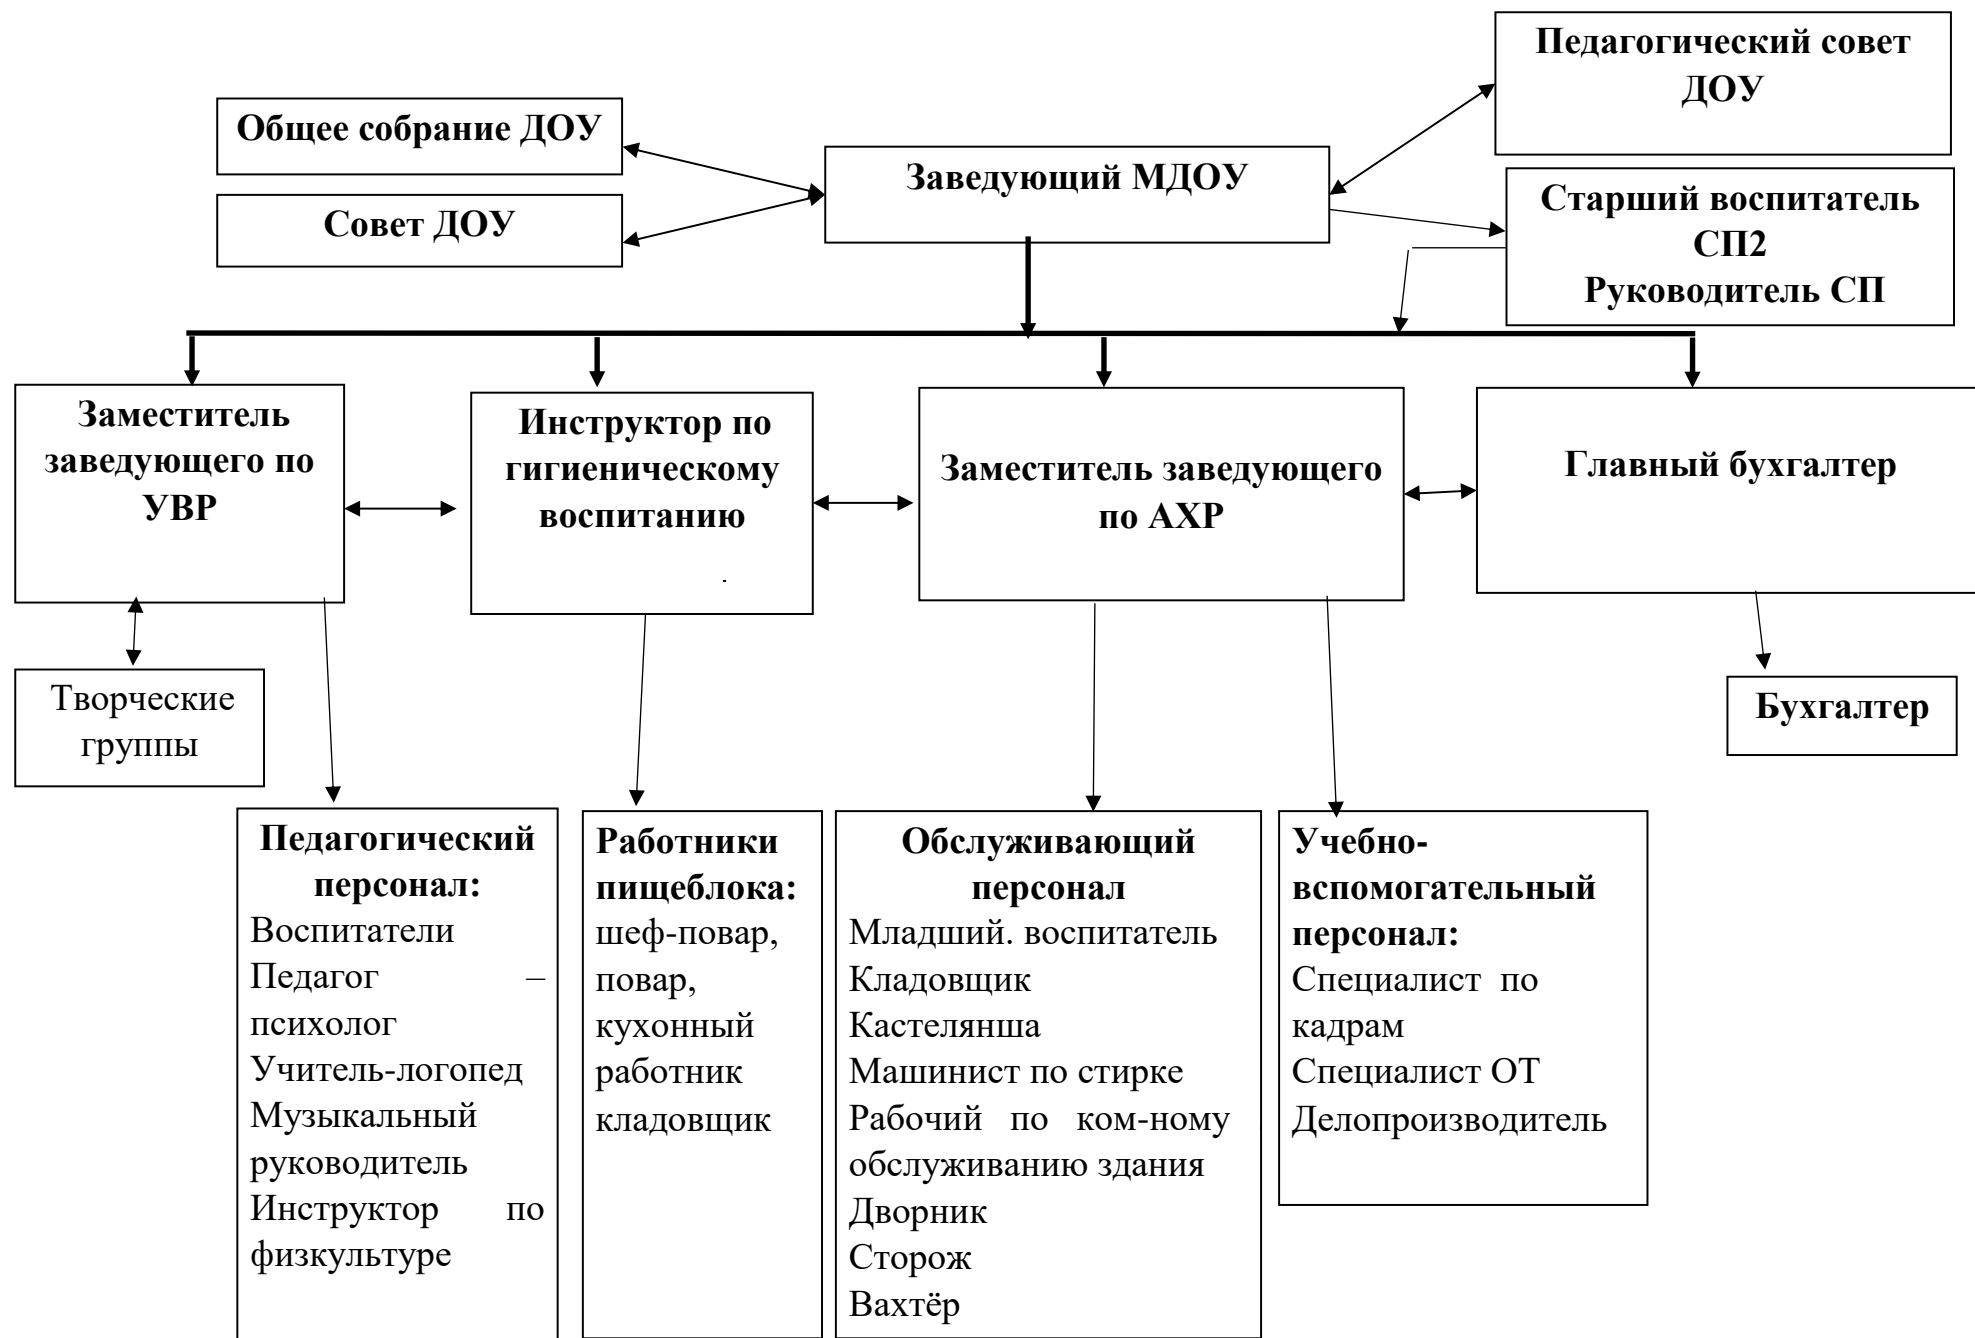 Педагогический совет
ДОУ
Общее собрание ДОУ
Заведующий МДОУ
Совет ДОУ
Старший воспитатель
СП2
Руководитель СП
Заместитель
заведующего по
УВР
Инструктор по
гигиеническому
воспитанию
.
Заместитель заведующего
по АХР
Главный бухгалтер
Творческие
группы
Бухгалтер
Педагогический
персонал:
Воспитатели
Педагог –
психолог
Учитель-логопед
Музыкальный
руководитель
Инструктор по
физкультуре
Работники
пищеблока:
шеф-повар,
повар,
кухонный
работник
кладовщик
Обслуживающий
персонал
Младший. воспитатель
Кладовщик
Кастелянша
Машинист по стирке
Рабочий по ком-ному
обслуживанию здания
Дворник
Сторож
Вахтёр
Учебно-
вспомогательный
персонал:
Специалист по
кадрам
Специалист ОТ
Делопроизводитель